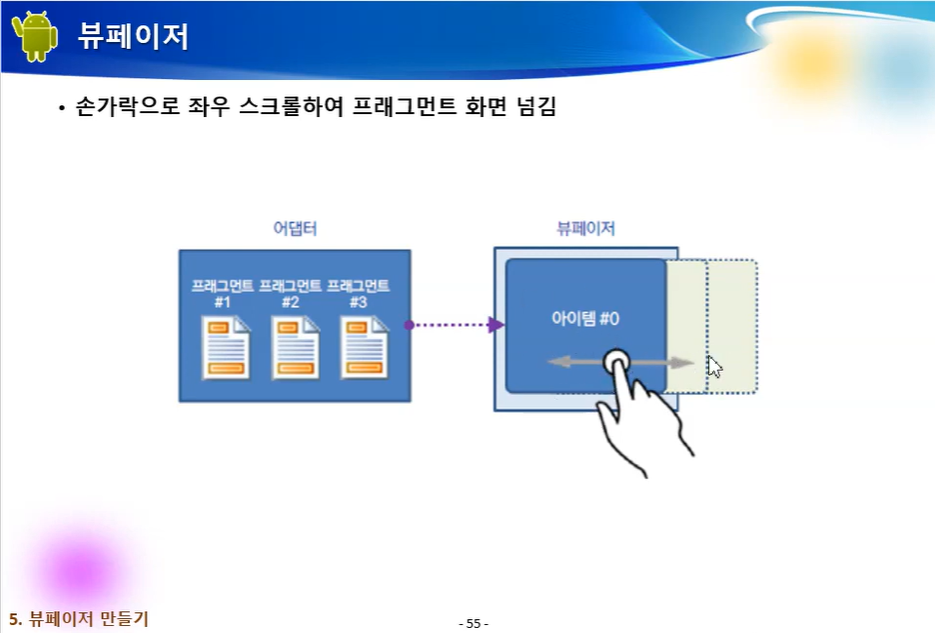 뷰페이저
• 손가락으로 좌우 스크롤하여 프래그먼트 화면 넘김
어댑터
뷰페이저
프래그먼트 프래그먼트 프래그먼트
#1 #2 #3
아이템 #0
5. 뷰페이저 만들기
- 55 -